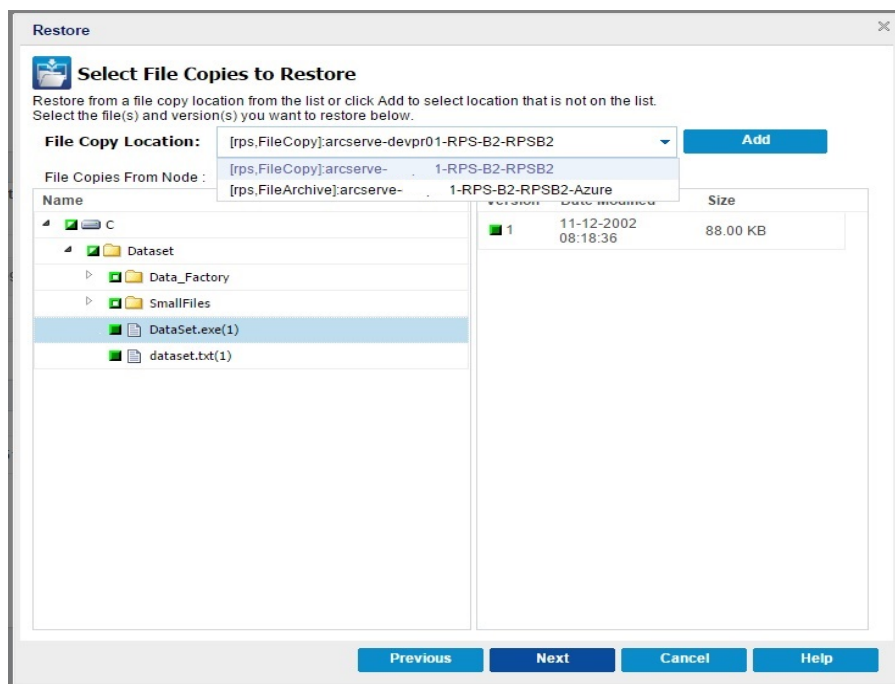 Restore
Select File Copies to Restore
Restore from a file copy location from the list or click Add to select location that is not on the list.
Select the file(s) and version(s) you want to restore below.
File Copy Location: [rps,FileCopy]:arcserve-devpr01-RPS-B2-RPSB2 Add
[rps,FileCopy]:arcserve- . 1-RPS-B2-RPSB2
File Copies From Node :
[rps,FileArchive]:arcserve- . 1-RPS-B2-RPSB2-Azure
Name Version Date Modified Size
C
1 11-12-2002 88.00 KB
08:18:36
Dataset
Data_Factory
SmallFiles
DataSet.exe(1)
dataset.txt(1)
Previous Next Cancel Help